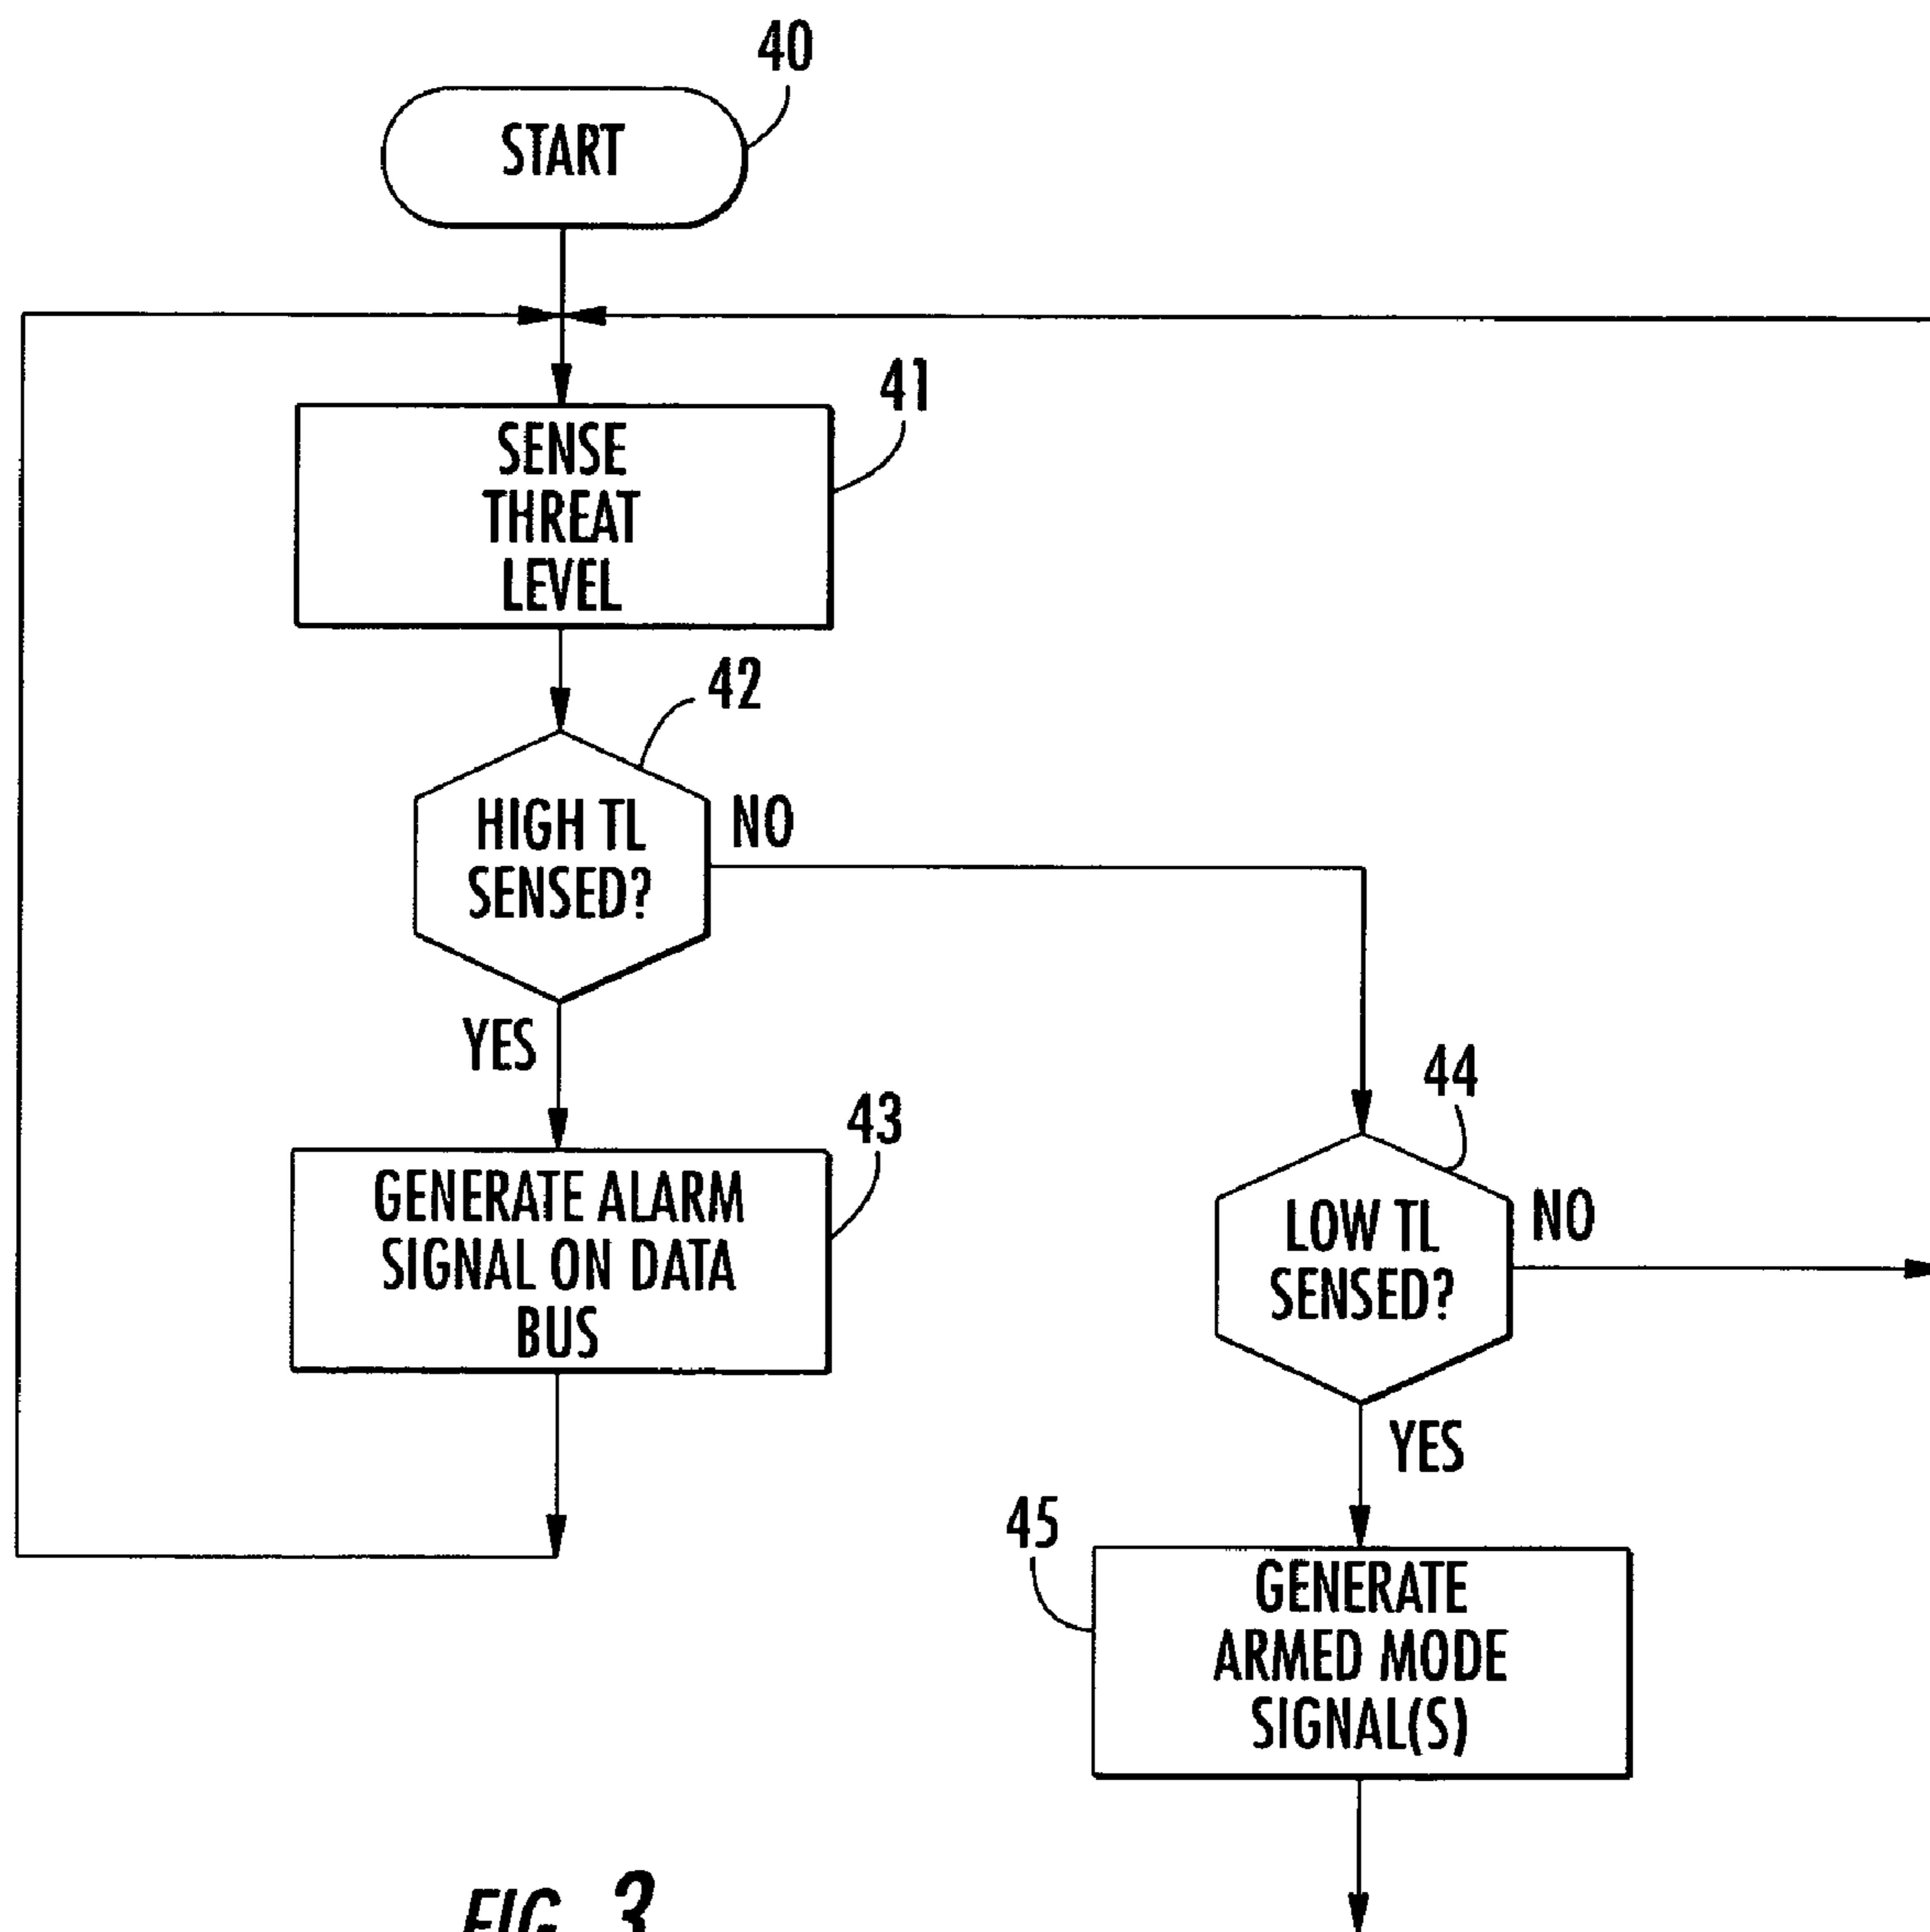 40
START
41
SENSE
THREAT
LEVEL
42
HIGH TL
SENSED?
NO
YES
43
GENERATE ALARM
SIGNAL ON DATA
BUS
44
LOW TL
SENSED?
NO
YES
45
GENERATE
ARMED MODE
SIGNAL(S)
FIG. 3